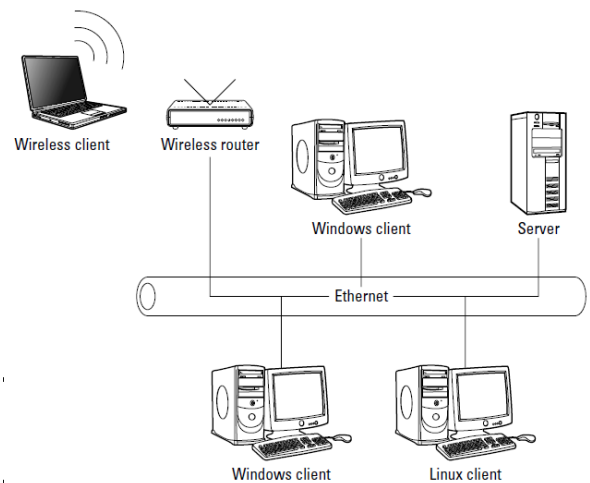 Wireless client
Wireless router
Windows client
Server
Ethernet
Windows client
Linux client